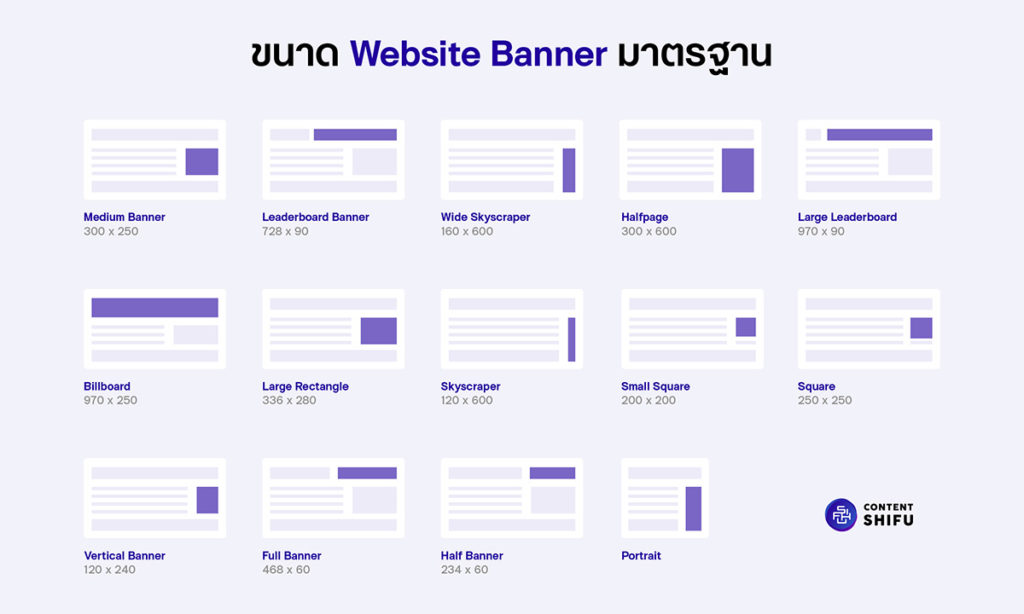 ขนาด Website Banner มาตรฐาน
Medium Banner
300 x 250
Leaderboard Banner
728 x 90
Wide Skyscraper
160 x 600
Halfpage
300 x 600
Large Leaderboard
970 x 90
Billboard
970 x 250
Large Rectangle
336 x 280
Skyscraper
120 x 600
Small Square
200 x 200
Square
250 x 250
Vertical Banner
120 x 240
Full Banner
468 x 60
Half Banner
234 x 60
Portrait
CONTENT
SHIFU